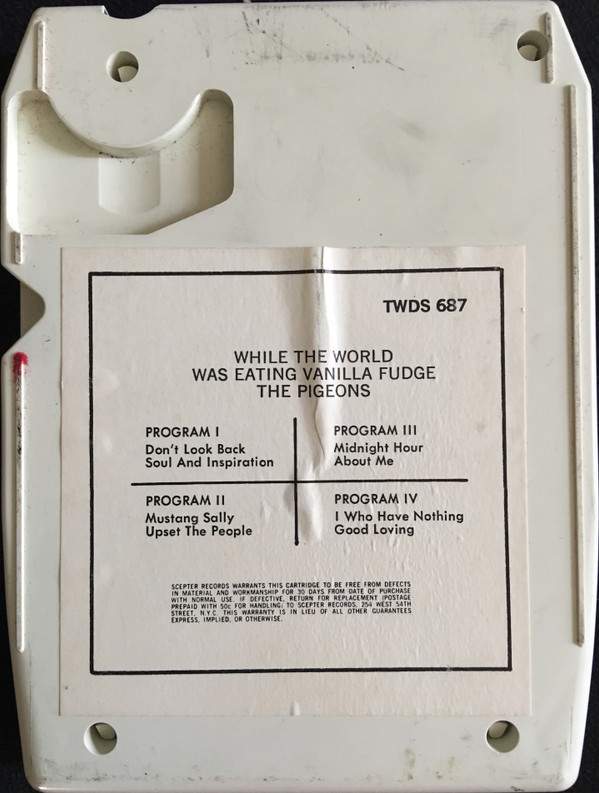 TWDS 687
WHILE THE WORLD
WAS EATING VANILLA FUDGE
THE PIGEONS
PROGRAM I
Don't Look Back
Soul And Inspiration
PROGRAM III
Midnight Hour
About Me
PROGRAM II
Mustang Sally
Upset The People
PROGRAM IV
I Who Have Nothing
Good Loving
SCEPTER RECORDS WARRANTS THIS CARTRIDGE TO BE FREE FROM DEFECTS
IN MATERIAL AND WORKMANSHIP FOR 30 DAYS FROM DATE OF PURCHASE
WITH NORMAL USE. IF DEFECTIVE, RETURN FOR REPLACEMENT (POSTAGE
PREPAID WITH 50c FOR HANDLING) TO SCEPTER RECORDS, 254 WEST 54TH
STREET, N.Y.C. THIS WARRANTY IS IN LIEU OF ALL OTHER GUARANTEES
EXPRESS, IMPLIED, OR OTHERWISE.